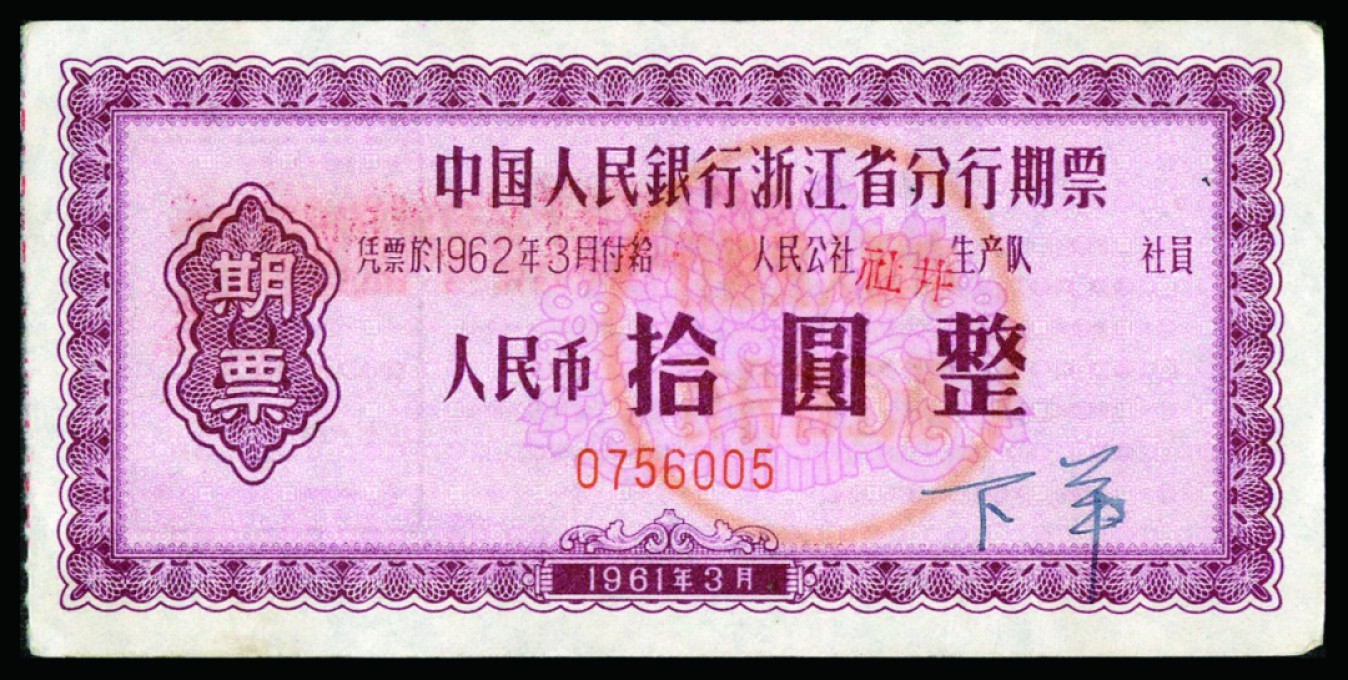 中国人民銀行浙江省分行期票
凭票於1962年3月付給 人民公社 社井 生产队 社員
期票
人民币 拾圓整
0756005
1961年3月